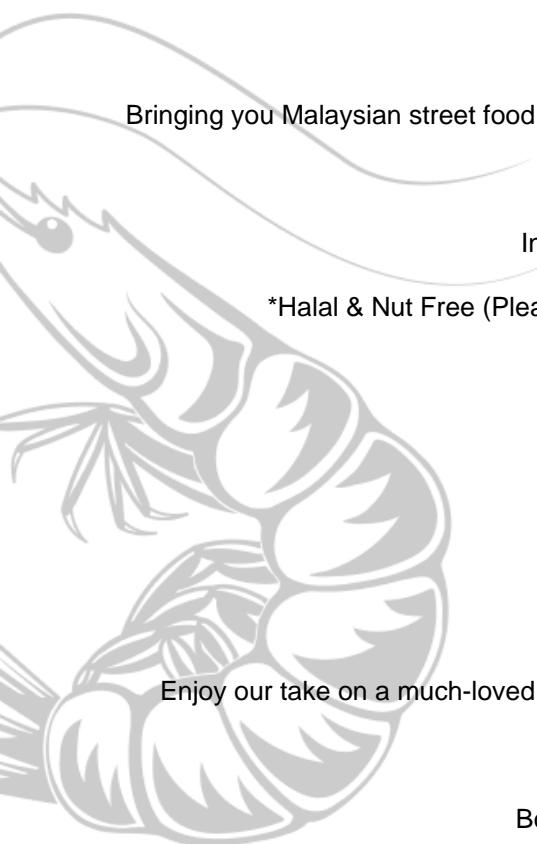 Bringing you Malaysian street food
In
*Halal & Nut Free (Plea
Enjoy our take on a much-loved
Be